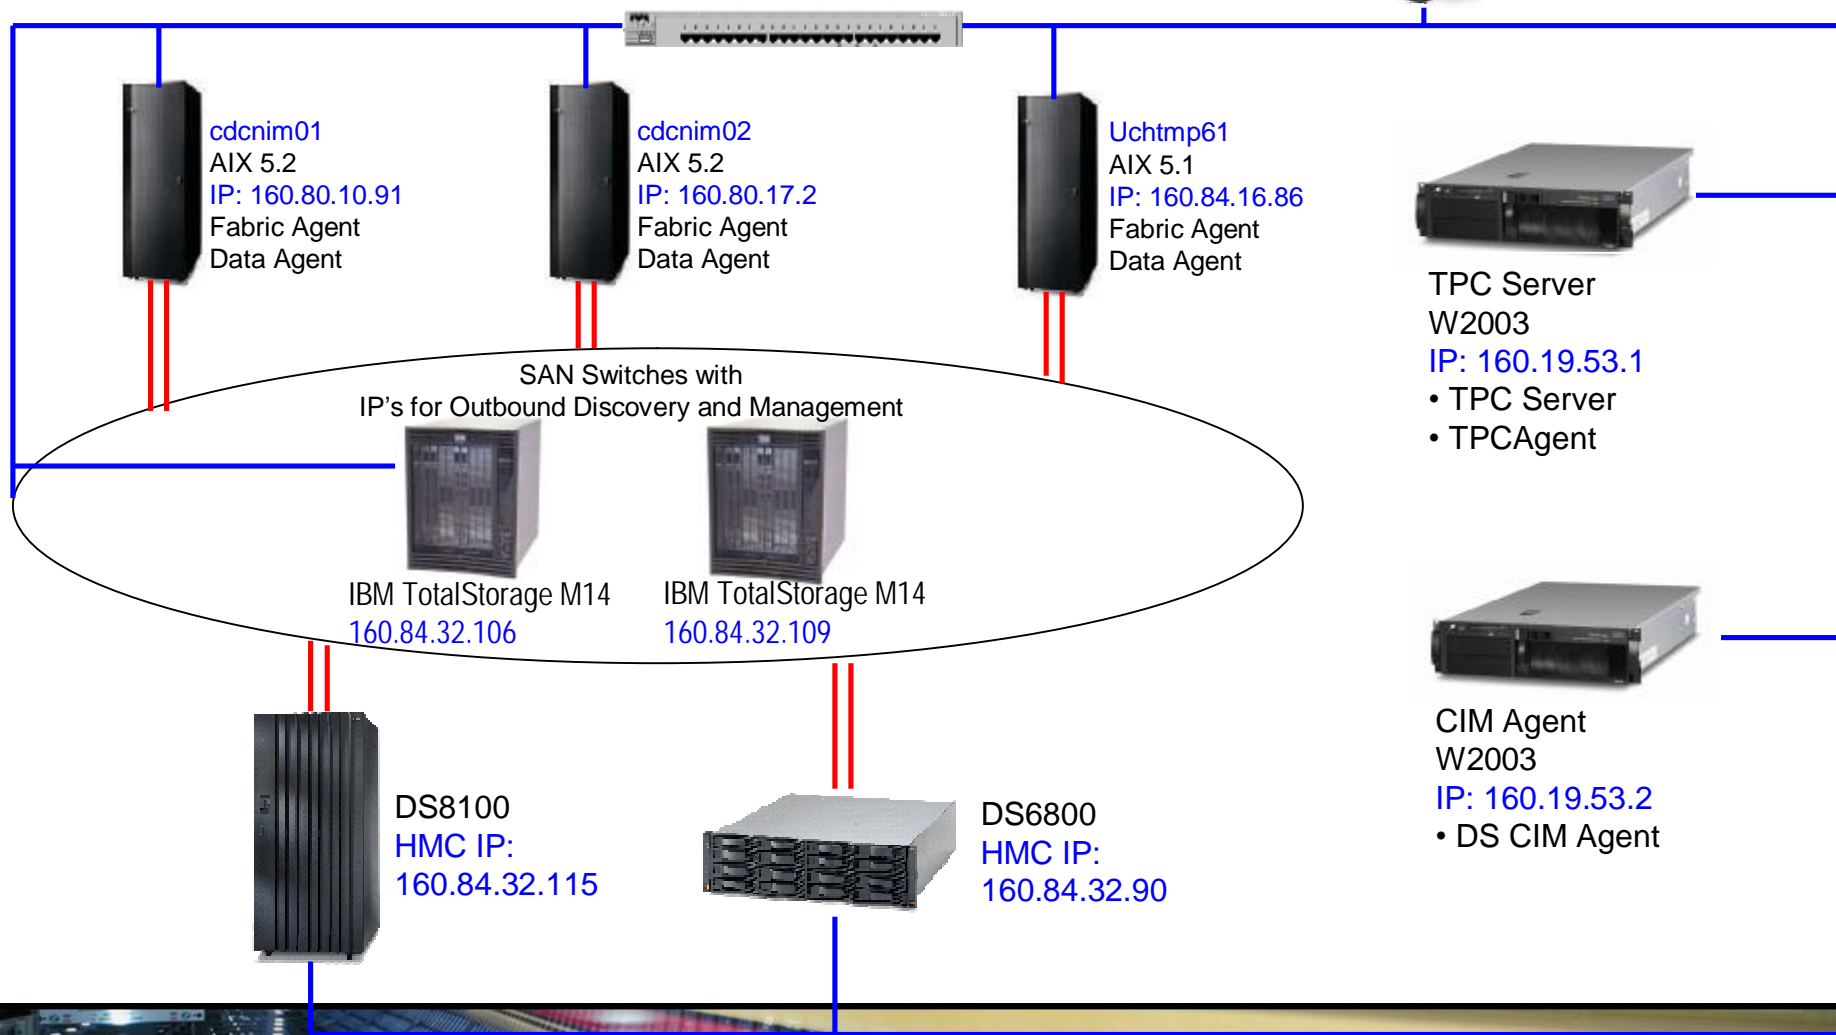 cdcnim01
AIX 5.2
IP: 160.80.10.91
Fabric Agent
Data Agent
cdcnim02
AIX 5.2
IP: 160.80.17.2
Fabric Agent
Data Agent
Uchtmp61
AIX 5.1
IP: 160.84.16.86
Fabric Agent
Data Agent
TPC Server
W2003
IP: 160.19.53.1
• TPC Server
• TPCAgent
SAN Switches with
IP's for Outbound Discovery and Management
IBM TotalStorage M14
160.84.32.106
IBM TotalStorage M14
160.84.32.109
CIM Agent
W2003
IP: 160.19.53.2
• DS CIM Agent
DS8100
HMC IP:
160.84.32.115
DS6800
HMC IP:
160.84.32.90